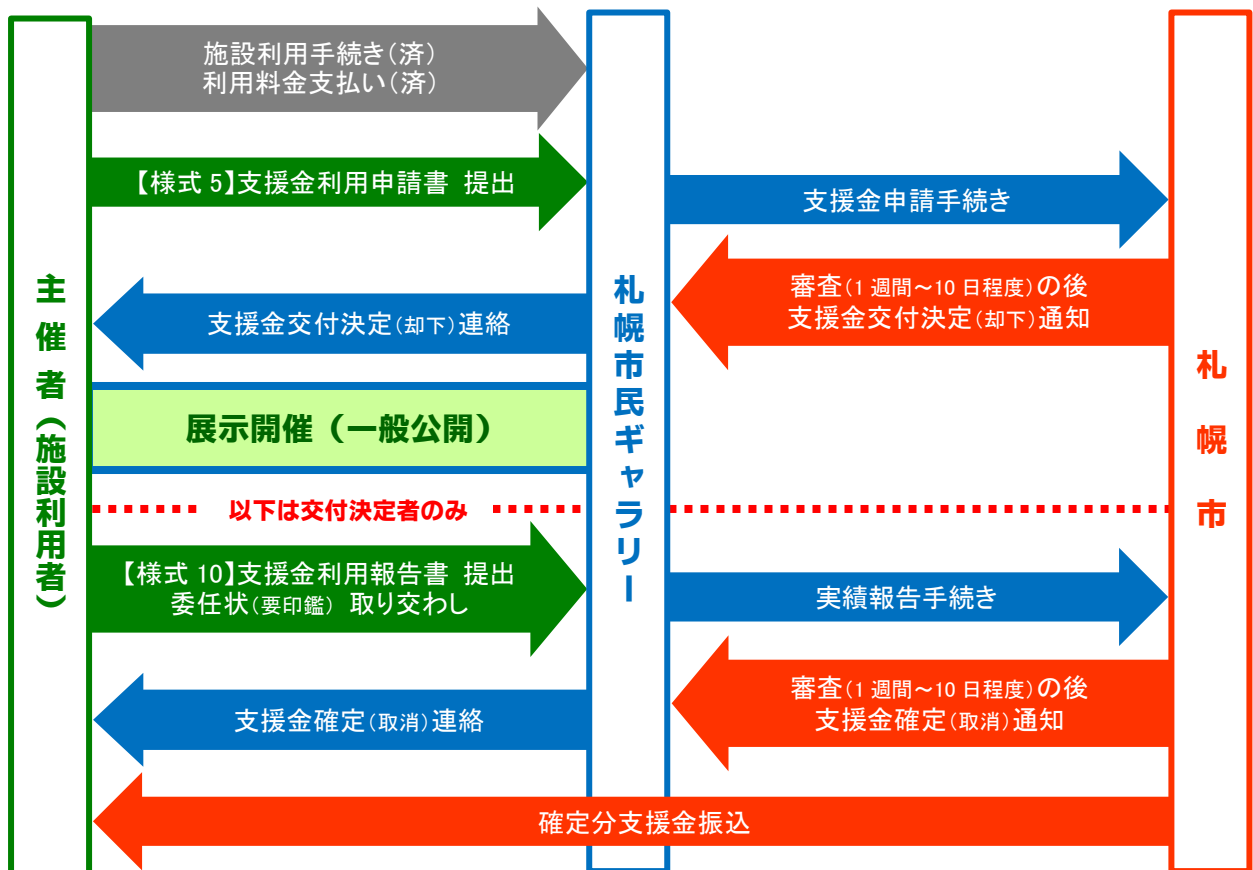 施設利用手続き（済）
利用料金支払い（済）
【様式 5】支援金利用申請書 提出
支援金申請手続き
審査（1 週間～10 日程度）の後
支援金交付決定（却下）通知
支援金交付決定（却下）連絡
展示開催（一般公開）
以下は交付決定者のみ
【様式 10】支援金利用報告書 提出
委任状（要印鑑） 取り交わし
実績報告手続き
審査（1 週間～10 日程度）の後
支援金確定（取消）通知
支援金確定（取消）連絡
確定分支援金振込
主催者（施設利用者）
札幌市民ギャラリー
札幌市